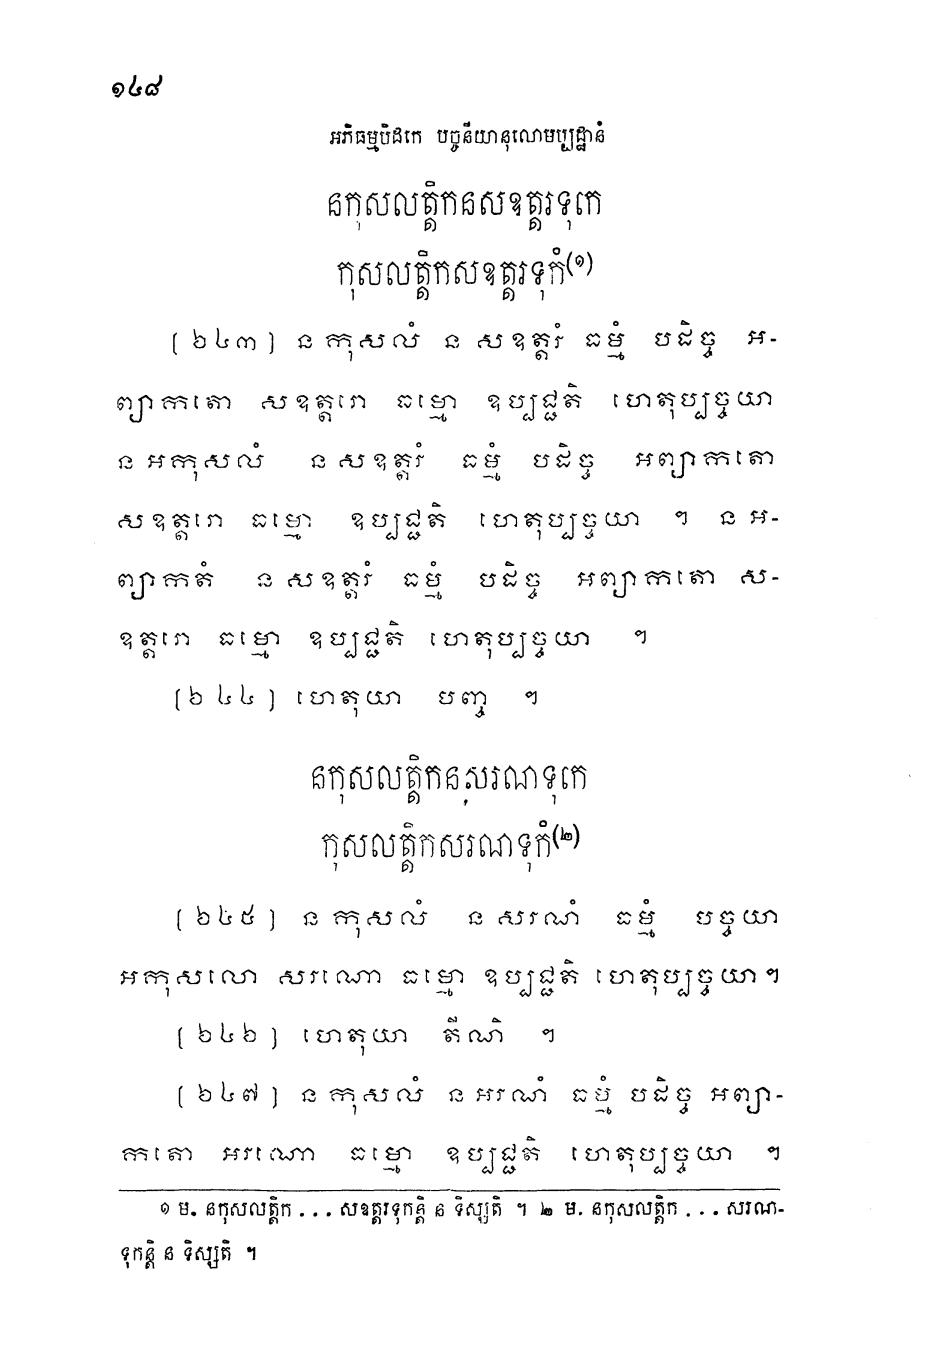 ១៤៨
អភិធម្មបិដកេ បច្ចនីយានុលោមប្បដ្ឋានំ
នកុសលត្តិកនសឧត្តរទុកេ
កុសលត្តិកសឧត្តរទុកំ(១)
[៦៤៣] ន កុសលំ ន សឧត្តរំ ធម្មំ បដិច្ច អ-
ព្យាកតោ សឧត្តរោ ធម្មោ ឧប្បជ្ជតិ ហេតុប្បច្ចយា
ន អកុសលំ ន សឧត្តរំ ធម្មំ បដិច្ច អព្យាកតោ
សឧត្តរោ ធម្មោ ឧប្បជ្ជតិ ហេតុប្បច្ចយា ។ ន អ-
ព្យាកតំ ន សឧត្តរំ ធម្មំ បដិច្ច អព្យាកតោ ស-
ឧត្តរោ ធម្មោ ឧប្បជ្ជតិ ហេតុប្បច្ចយា ។
[៦៤៤] ហេតុយា បញ្ច ។
នកុសលត្តិកនសរណទុកេ
កុសលត្តិកសរណទុកំ(២)
[៦៤៥] ន កុសលំ ន សរណំ ធម្មំ បច្ចយា
អកុសលោ សរណោ ធម្មោ ឧប្បជ្ជតិ ហេតុប្បច្ចយា ។
[៦៤៦] ហេតុយា តីណិ ។
[៦៤៧] ន កុសលំ ន អរណំ ធម្មំ បដិច្ច អព្យា-
កតោ អរណោ ធម្មោ ឧប្បជ្ជតិ ហេតុប្បច្ចយា ។
១ ម. នកុសលត្តិក ... សឧត្តរទុកន្តិ ន ទិស្សតិ ។ ២ ម. នកុសលត្តិក ... សរណ-
ទុកន្តិ ន ទិស្សតិ ។